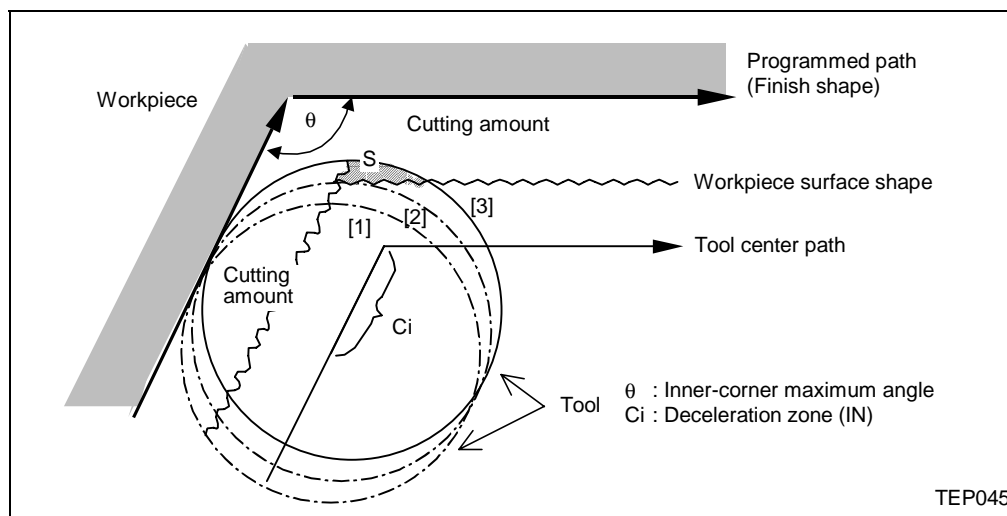 Programmed path
(Finish shape)
Workpiece
θ
Cutting amount
S
Workpiece surface shape
[1]
[2]
[3]
Tool center path
Cutting
amount
Ci
Tool
θ : Inner-corner maximum angle
Ci : Deceleration zone (IN)
TEP045